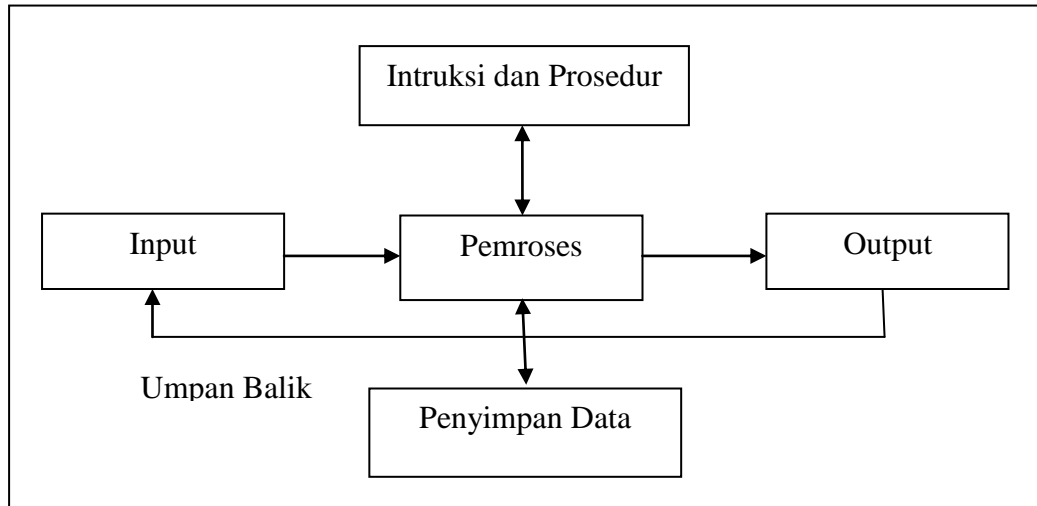 Intruksi dan Prosedur
Input
Pemroses
Output
Umpan Balik
Penyimpan Data